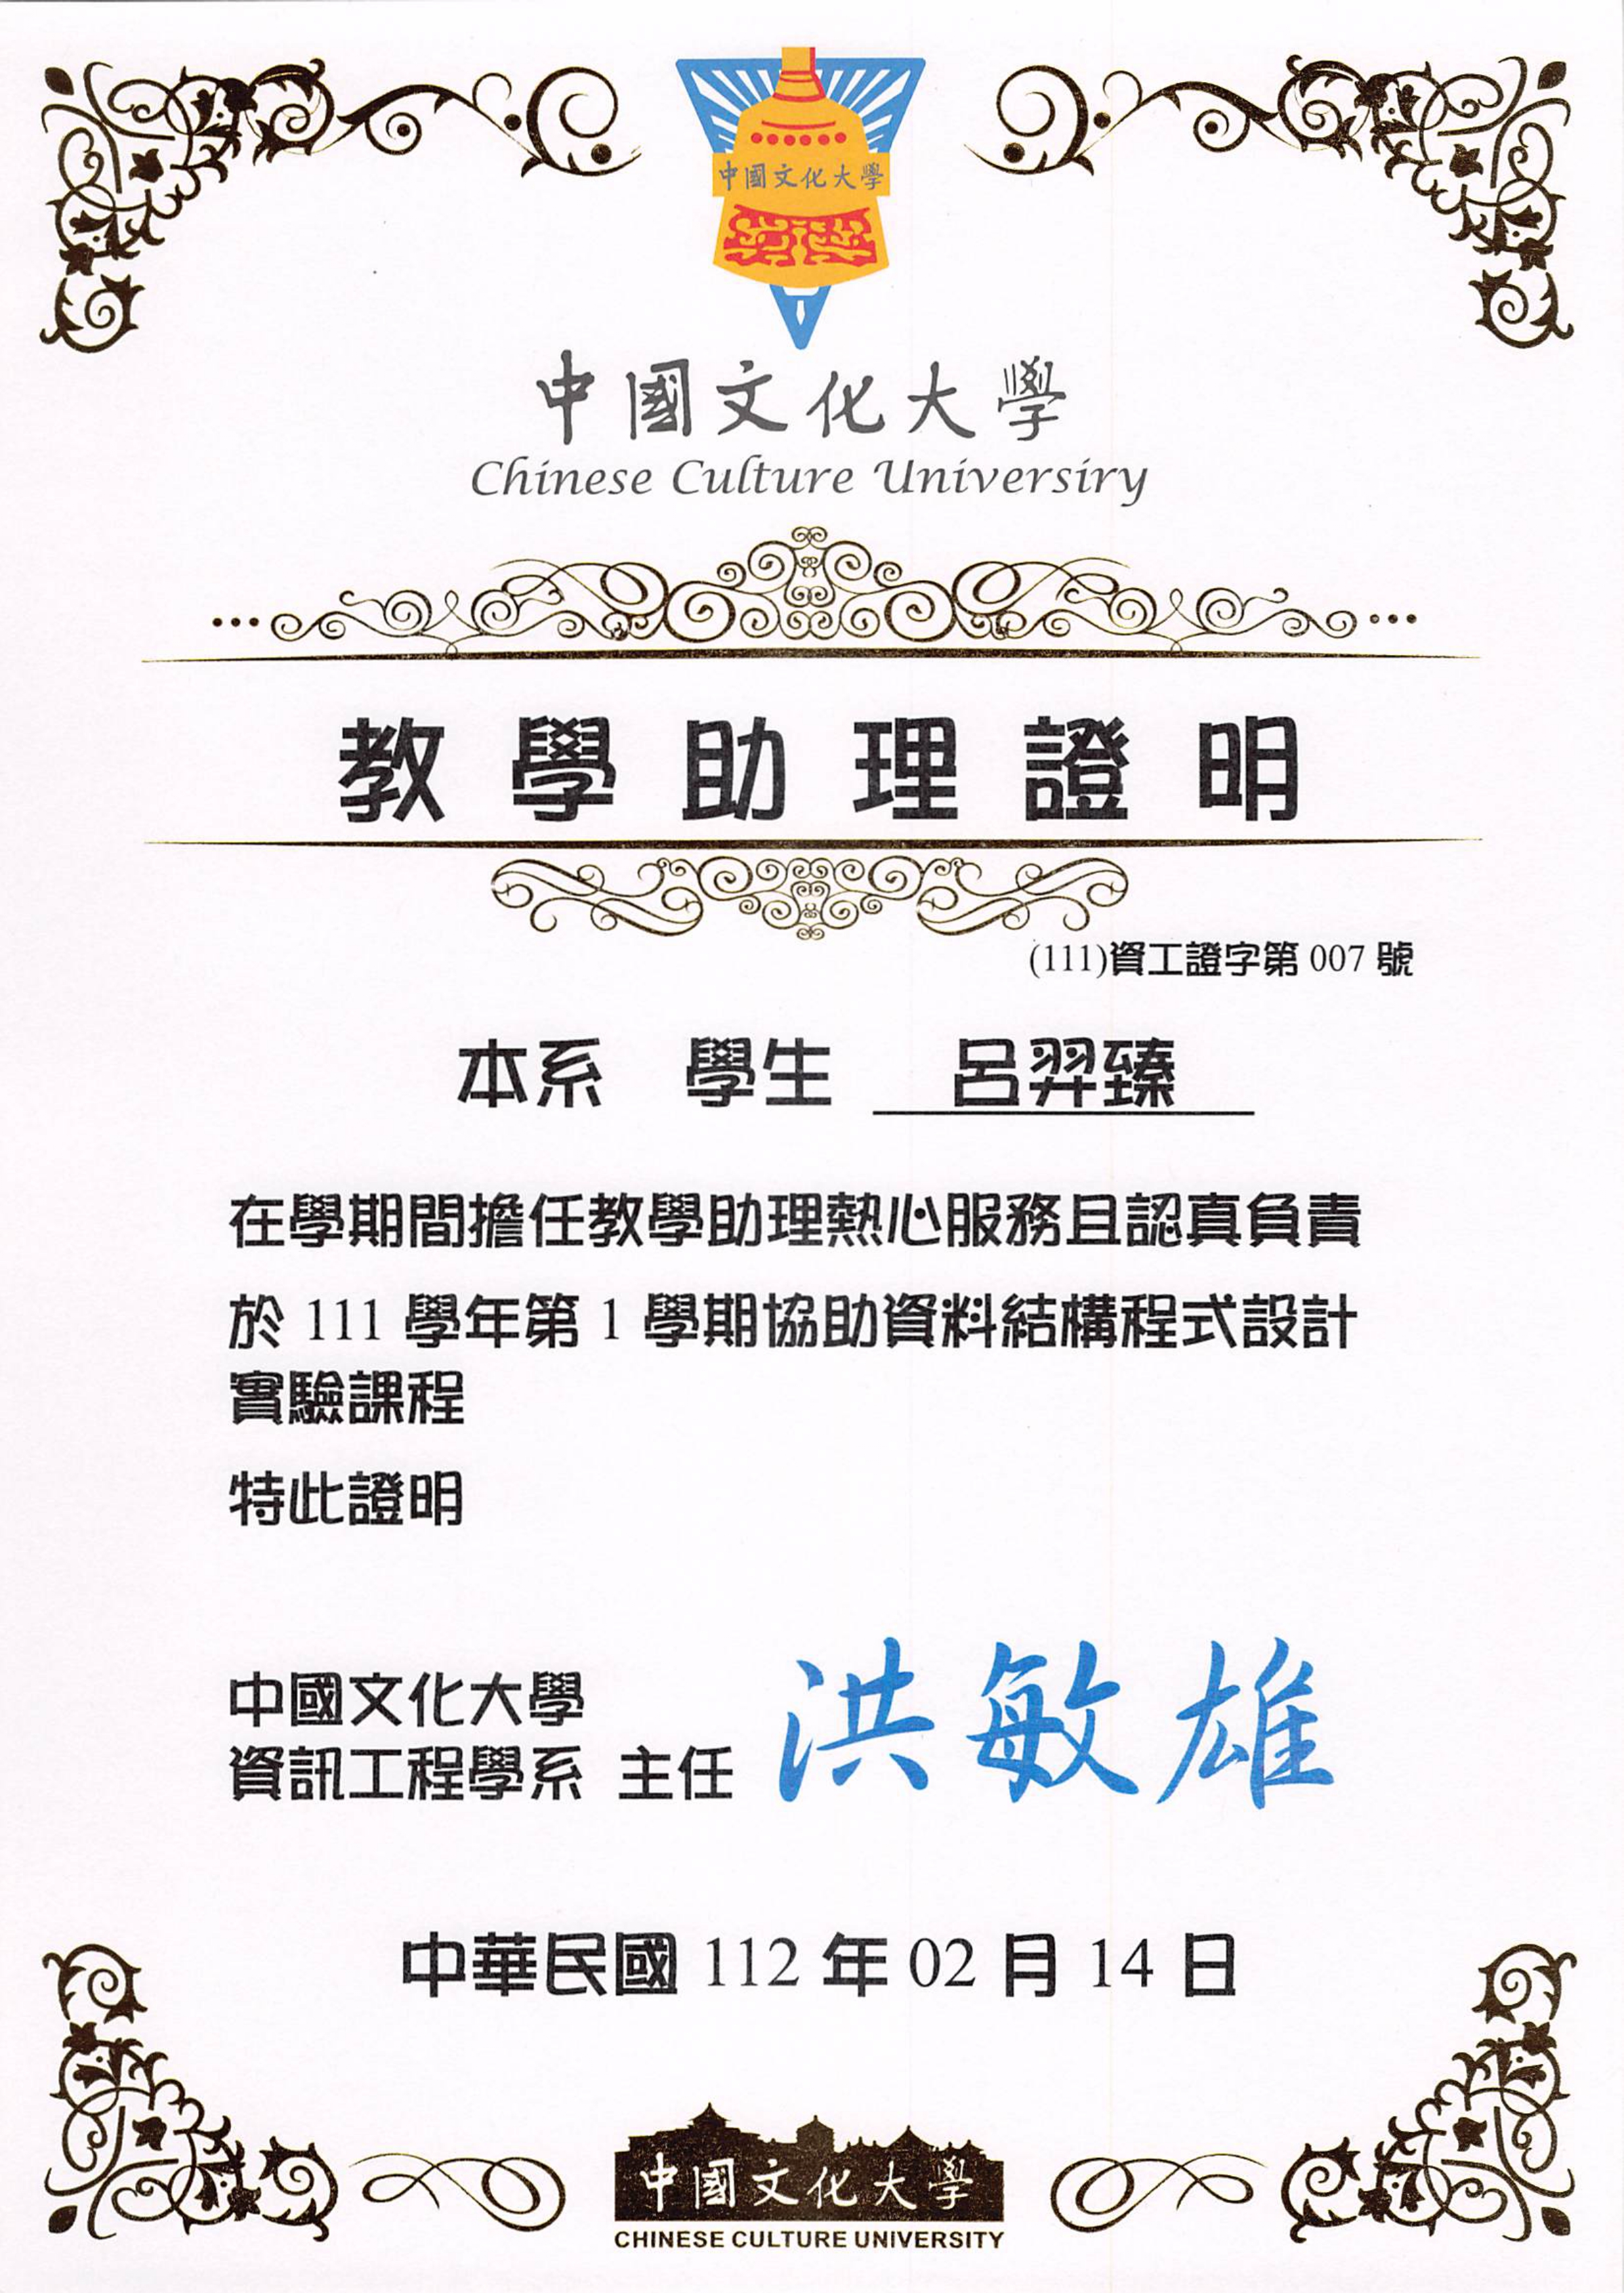 中國文化大學
中國文化大學
Chinese Culture Universiry
教學助理證明
(111)資工證字第 007 號
本系 學生 呂羿臻
在學期間擔任教學助理熱心服務且認真負責
於 111 學年第 1 學期協助資料結構程式設計
實驗課程
特此證明
中國文化大學
資訊工程學系 主任 洪敏雄
中華民國 112 年 02 月 14 日
中國文化大學
CHINESE CULTURE UNIVERSITY